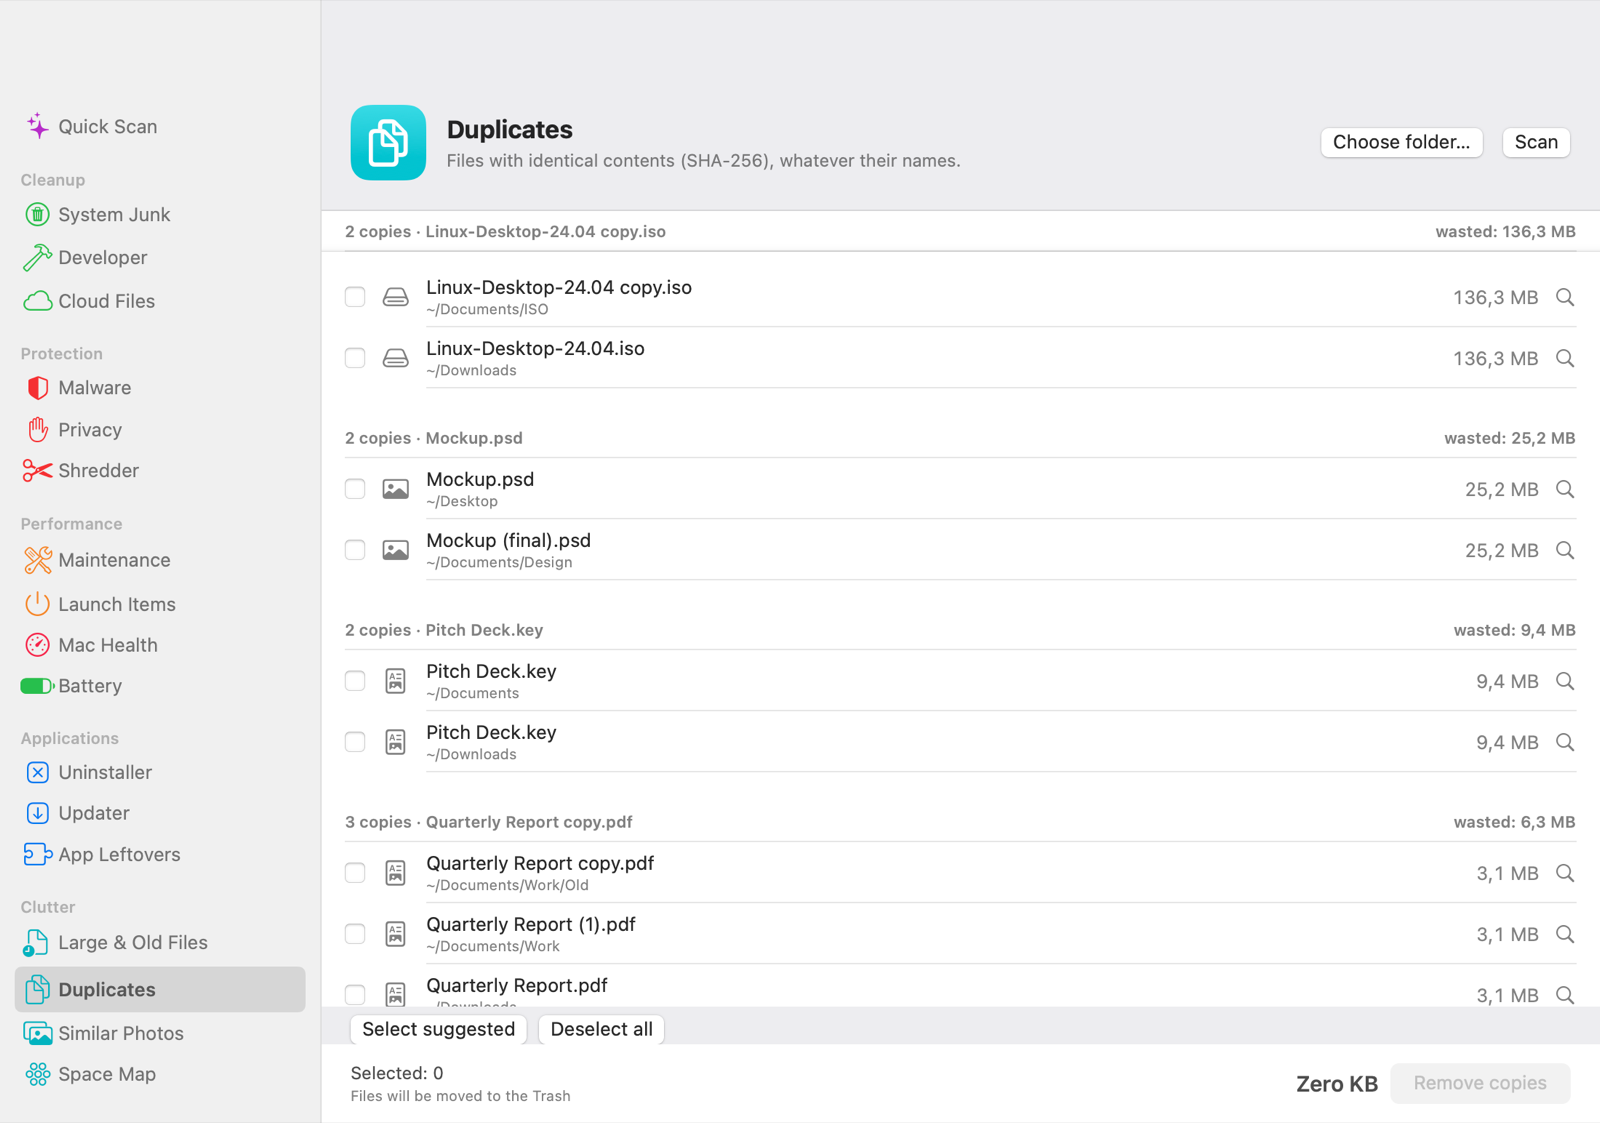 Quick Scan
Cleanup
System Junk
Developer
Cloud Files
Protection
Malware
Privacy
Shredder
Performance
Maintenance
Launch Items
Mac Health
Battery
Applications
Uninstaller
Updater
App Leftovers
Clutter
Large & Old Files
Duplicates
Similar Photos
Space Map
Duplicates
Files with identical contents (SHA-256), whatever their names.
Choose folder...
Scan
2 copies · Linux-Desktop-24.04 copy.iso
wasted: 136,3 MB
Linux-Desktop-24.04 copy.iso
~/Documents/ISO
136,3 MB
Linux-Desktop-24.04.iso
~/Downloads
136,3 MB
2 copies · Mockup.psd
wasted: 25,2 MB
Mockup.psd
~/Desktop
25,2 MB
Mockup (final).psd
~/Documents/Design
25,2 MB
2 copies · Pitch Deck.key
wasted: 9,4 MB
Pitch Deck.key
~/Documents
9,4 MB
Pitch Deck.key
~/Downloads
9,4 MB
3 copies · Quarterly Report copy.pdf
wasted: 6,3 MB
Quarterly Report copy.pdf
~/Documents/Work/Old
3,1 MB
Quarterly Report (1).pdf
~/Documents/Work
3,1 MB
Quarterly Report.pdf
~/Downloads
3,1 MB
Select suggested
Deselect all
Selected: 0
Files will be moved to the Trash
Zero KB
Remove copies